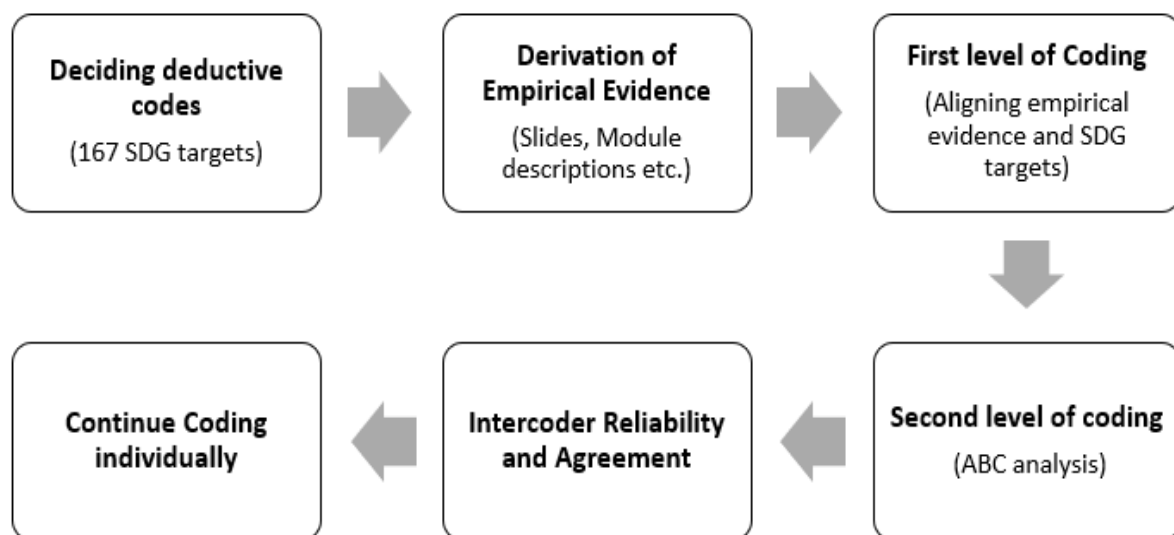 Deciding deductive
codes
(167 SDG targets)
Derivation of
Empirical Evidence
(Slides, Module
descriptions etc.)
First level of Coding
(Aligning empirical
evidence and SDG
targets)
Second level of coding
(ABC analysis)
Intercoder Reliability
and Agreement
Continue Coding
individually